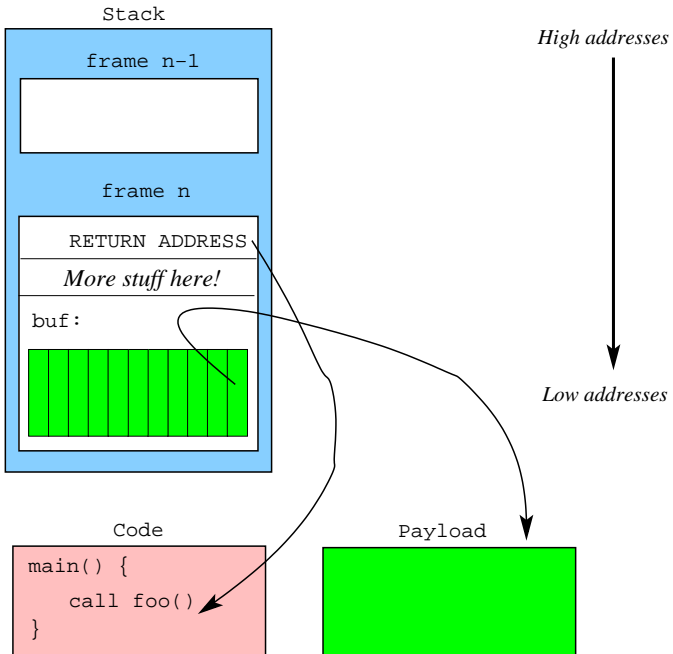 Stack
High addresses
frame n-1
frame n
RETURN ADDRESS
More stuff here!
buf:
Low addresses
Code
Payload
main() {
call foo()
}